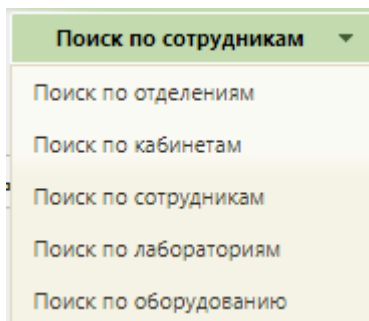 Поиск по сотрудникам
Поиск по отделениям
Поиск по кабинетам
Поиск по сотрудникам
Поиск по лабораториям
Поиск по оборудованию